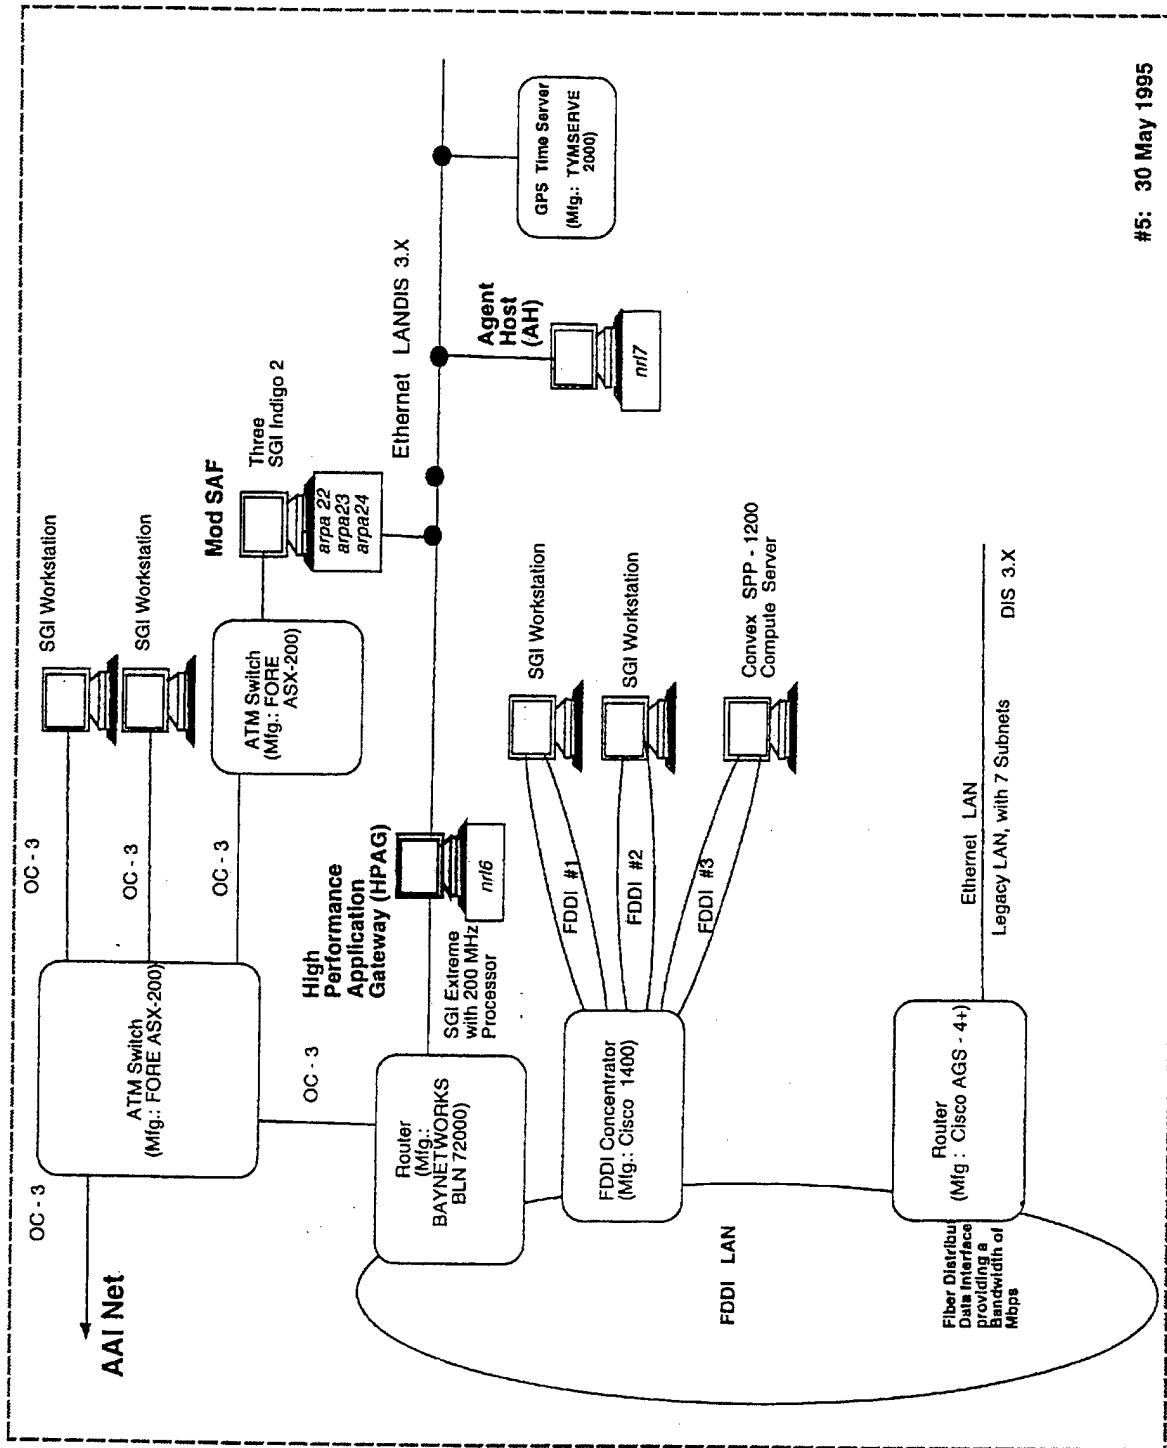 AAI Net
OC - 3
ATM Switch
(Mfg.: FORE ASX-200)
OC - 3
OC - 3
OC - 3
SGI Workstation
SGI Workstation
ATM Switch
(Mfg.: FORE
ASX-200)
Mod SAF
Three
SGI Indigo 2
arpa 22
arpa23
arpa24
OC - 3
Router
(Mfg.:
BAYNETWORKS
BLN 72000)
High
Performance
Application
Gateway (HPAG)
SGI Extreme
with 200 MHz
Processor
nrl6
Ethernet LANDIS 3.X
Agent
Host
(AH)
nrl7
GPS Time Server
(Mfg.: TYMSERVE
2000)
FDDI Concentrator
(Mfg.: Cisco 1400)
FDDI #1
FDDI #2
FDDI #3
SGI Workstation
SGI Workstation
Convex SPP - 1200
Compute Server
FDDI LAN
Fiber Distribu
Data Interface
providing a
Bandwidth of
Mbps
Router
(Mfg : Cisco AGS - 4+)
Ethernet LAN
Legacy LAN, with 7 Subnets
DIS 3.X
#5: 30 May 1995